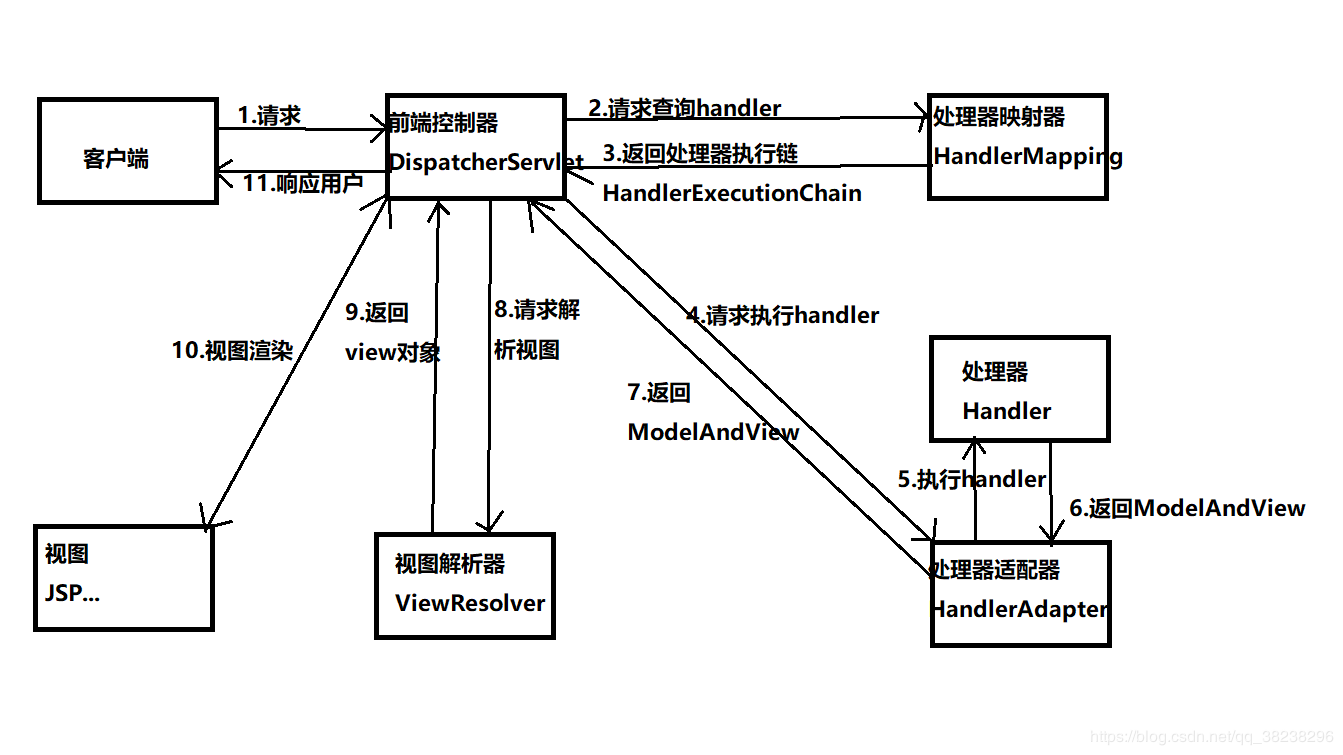 1.请求
前端控制器
DispatcherServlet
2.请求查询handler
处理器映射器
HandlerMapping
客户端
11.响应用户
3.返回处理器执行链
HandlerExecutionChain
9.返回
view对象
8.请求解
析视图
4.请求执行handler
10.视图渲染
7.返回
ModelAndView
处理器
Handler
5.执行handler
6.返回ModelAndView
视图
JSP...
视图解析器
ViewResolver
处理器适配器
HandlerAdapter
https://blog.csdn.net/qq_38238296